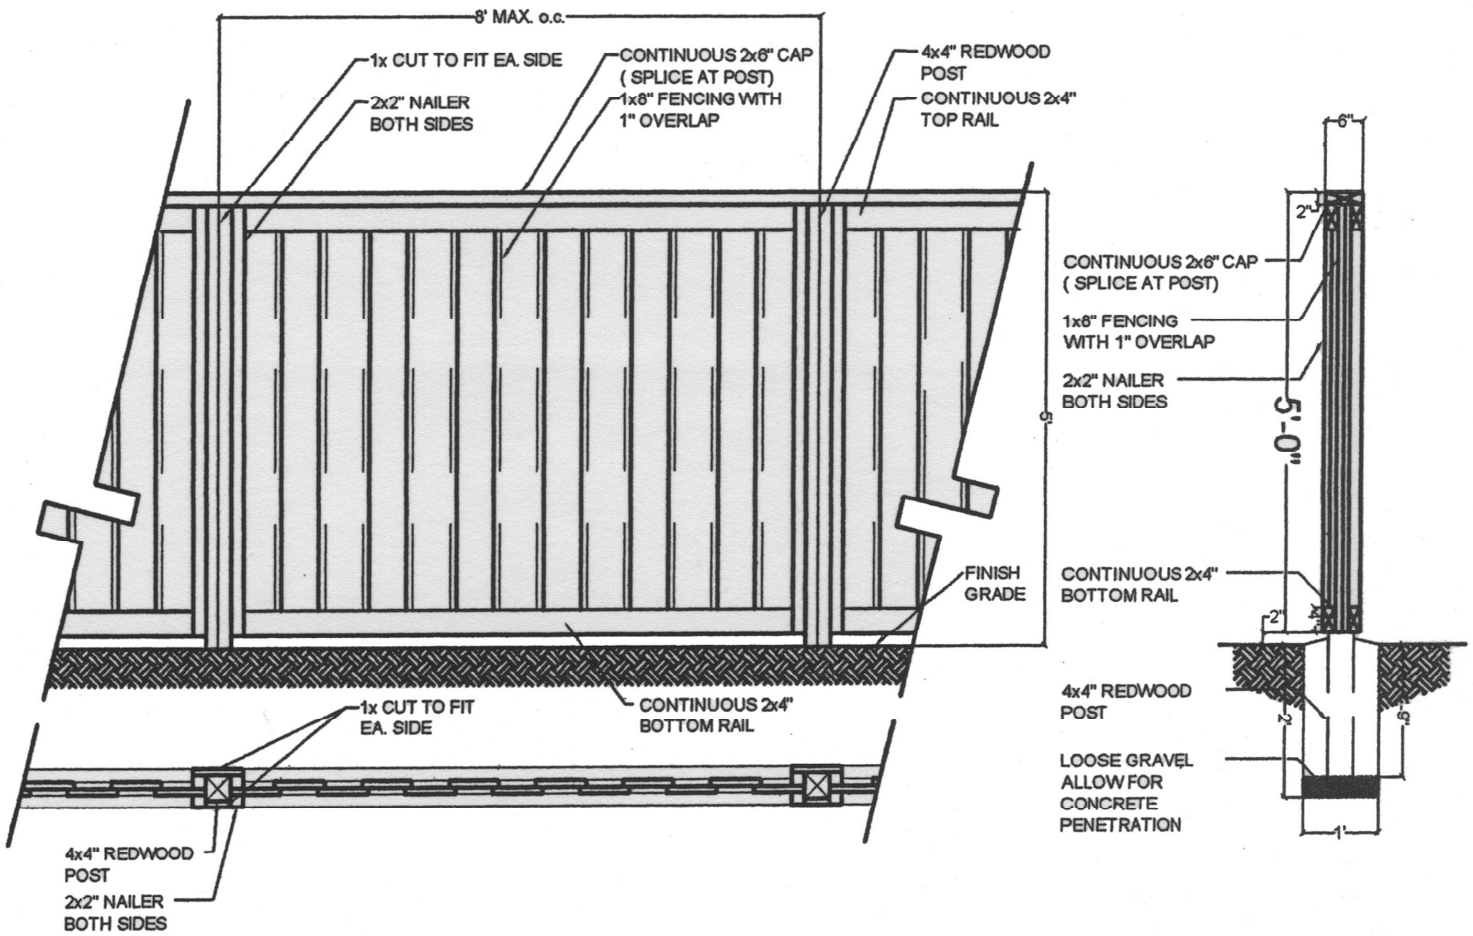 8' MAX. o.c.
1x CUT TO FIT EA. SIDE
2x2" NAILER
BOTH SIDES
CONTINUOUS 2x6" CAP
( SPLICE AT POST)
1x6" FENCING WITH
1" OVERLAP
4x4" REDWOOD
POST
CONTINUOUS 2x4"
TOP RAIL
5'
FINISH
GRADE
CONTINUOUS 2x4"
BOTTOM RAIL
1x CUT TO FIT
EA. SIDE
4x4" REDWOOD
POST
2x2" NAILER
BOTH SIDES
6"
2"
CONTINUOUS 2x6" CAP
( SPLICE AT POST)
1x6" FENCING
WITH 1" OVERLAP
2x2" NAILER
BOTH SIDES
5'-0"
CONTINUOUS 2x4"
BOTTOM RAIL
2"
4x4" REDWOOD
POST
2'
LOOSE GRAVEL
ALLOW FOR
CONCRETE
PENETRATION
1'